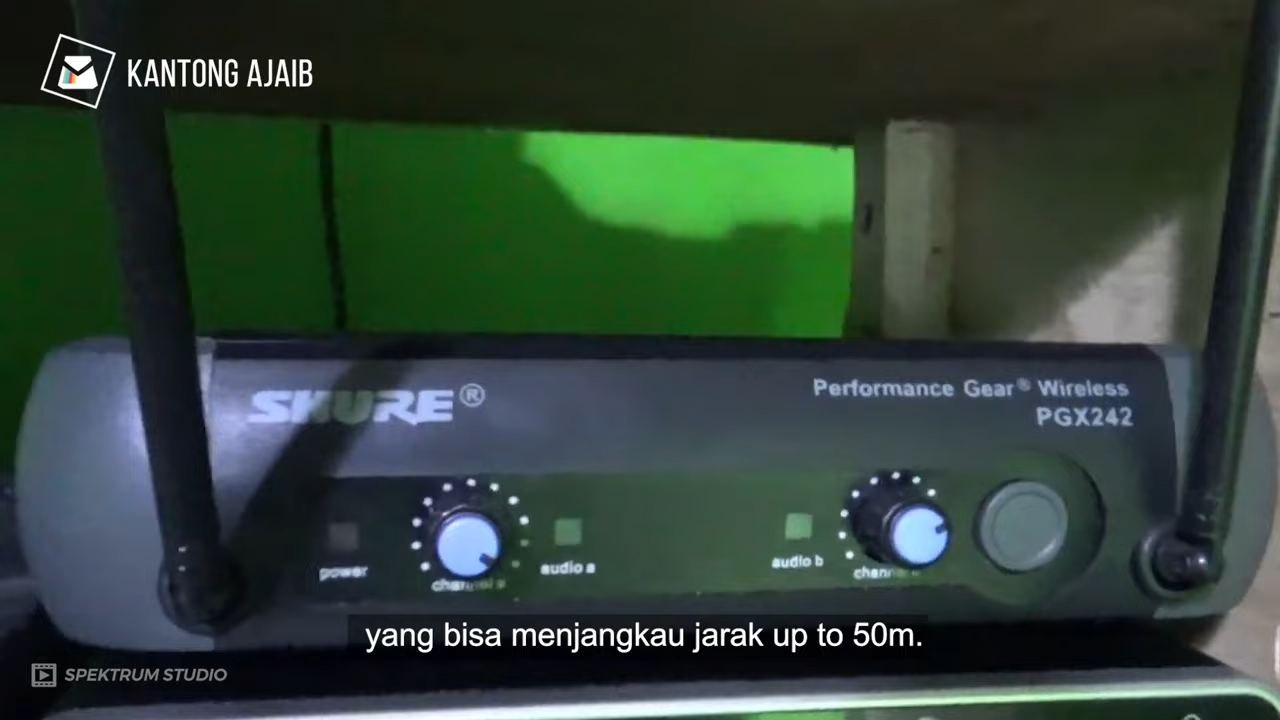 KANTONG AJAIB
SHURE®
Performance Gear® Wireless
PGX242
power
audio a
audio b
yang bisa menjangkau jarak up to 50m.
SPEKTRUM STUDIO